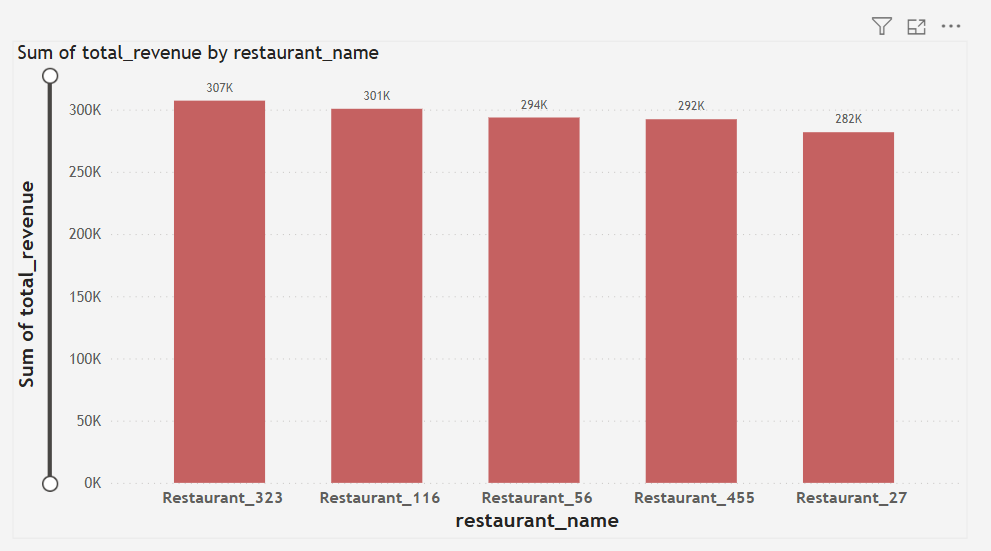 Sum of total_revenue by restaurant_name
Sum of total_revenue
300K
250K
200K
150K
100K
50K
0K
307K
301K
294K
292K
282K
Restaurant_323
Restaurant_116
Restaurant_56
Restaurant_455
Restaurant_27
restaurant_name